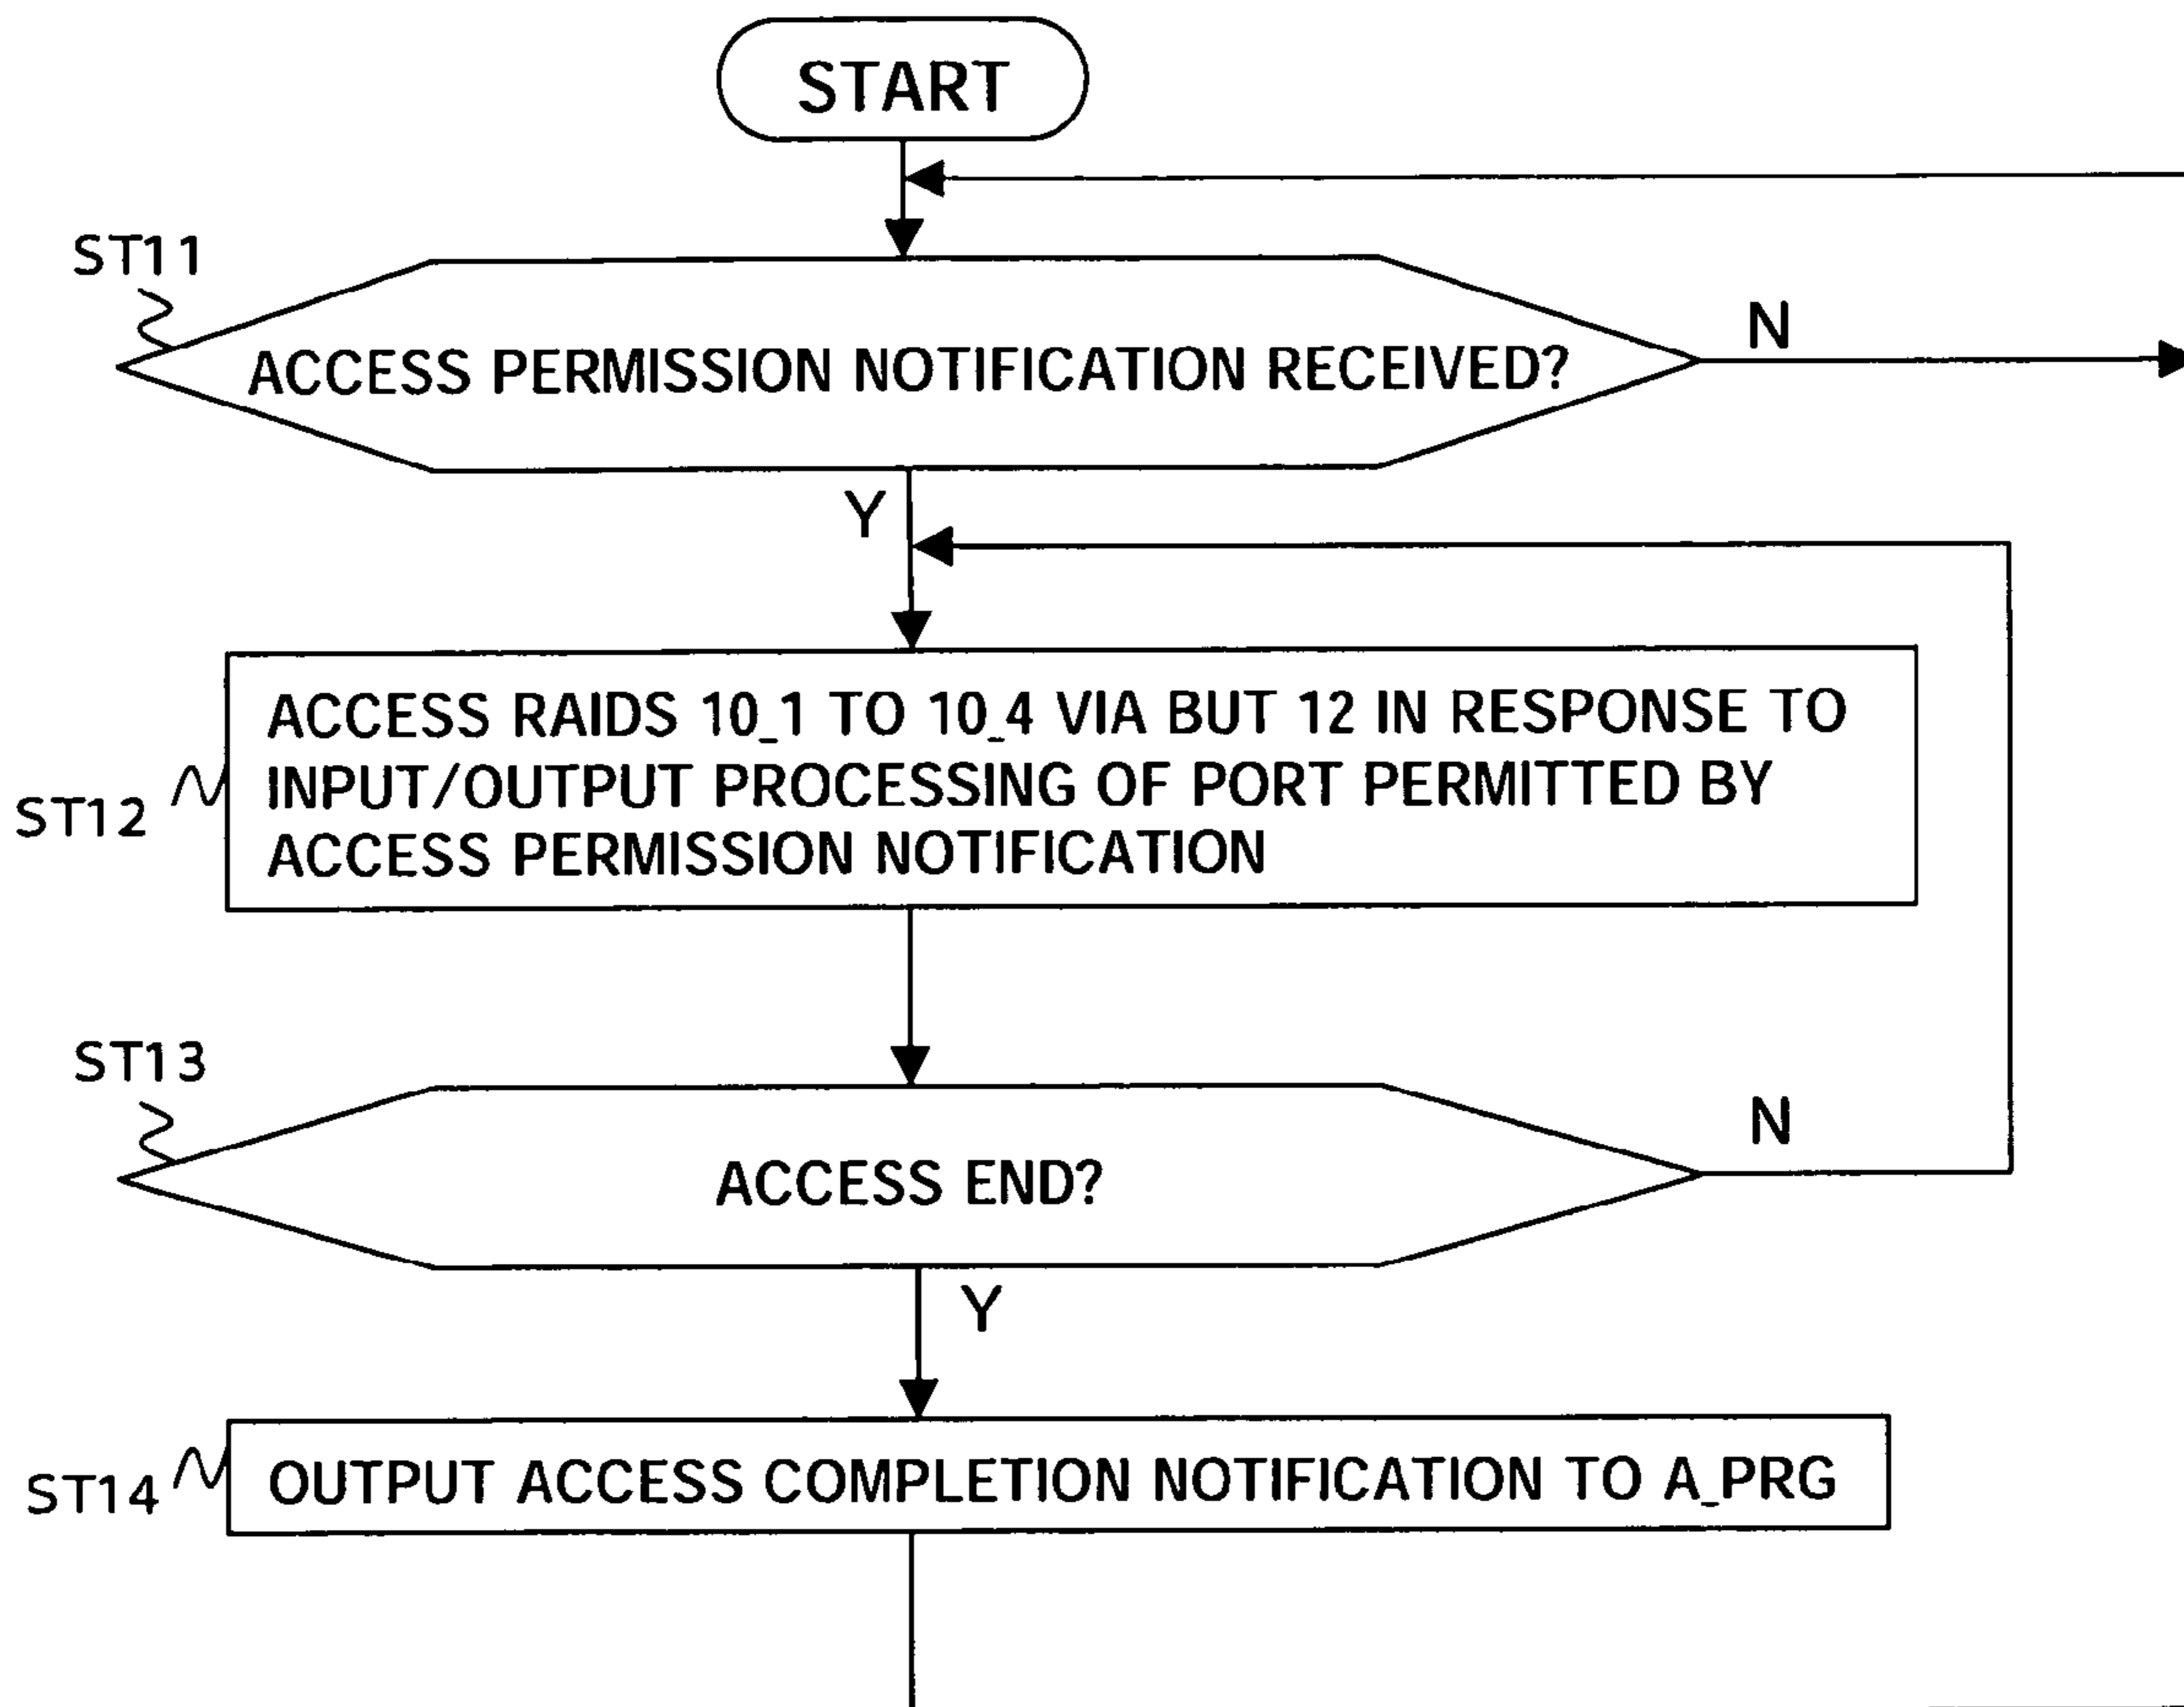 START
ST11
ACCESS PERMISSION NOTIFICATION RECEIVED?
N
Y
ACCESS RAIDS 10_1 TO 10_4 VIA BUT 12 IN RESPONSE TO
INPUT/OUTPUT PROCESSING OF PORT PERMITTED BY
ACCESS PERMISSION NOTIFICATION
ST12
ST13
ACCESS END?
N
Y
ST14
OUTPUT ACCESS COMPLETION NOTIFICATION TO A_PRG